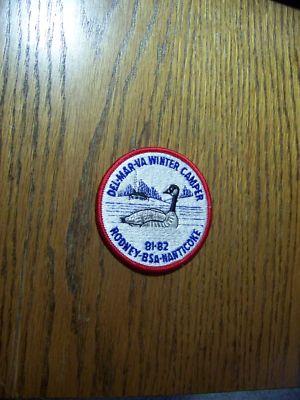 DEL-MAR-VA WINTER CAMPER
81-82
RODNEY-BSA-NANTICOKE